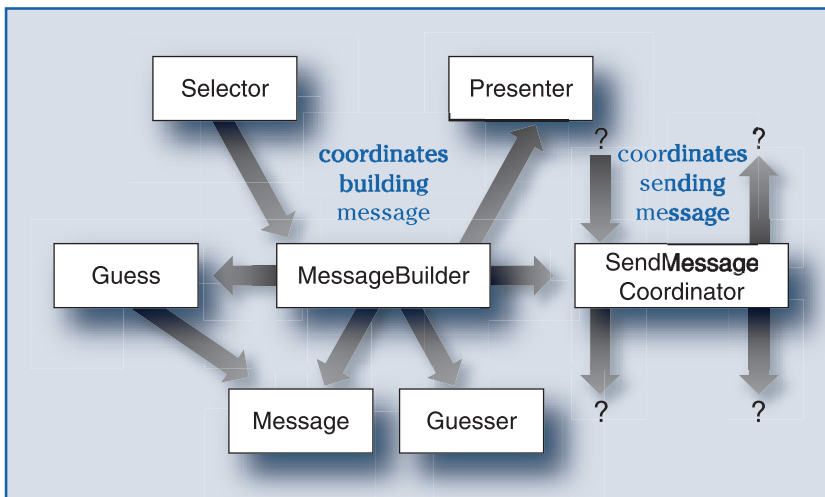 Selector
Presenter
?
?
coordinates
building
message
coordinates
sending
message
Guess
MessageBuilder
SendMessage
Coordinator
Message
Guesser
?
?